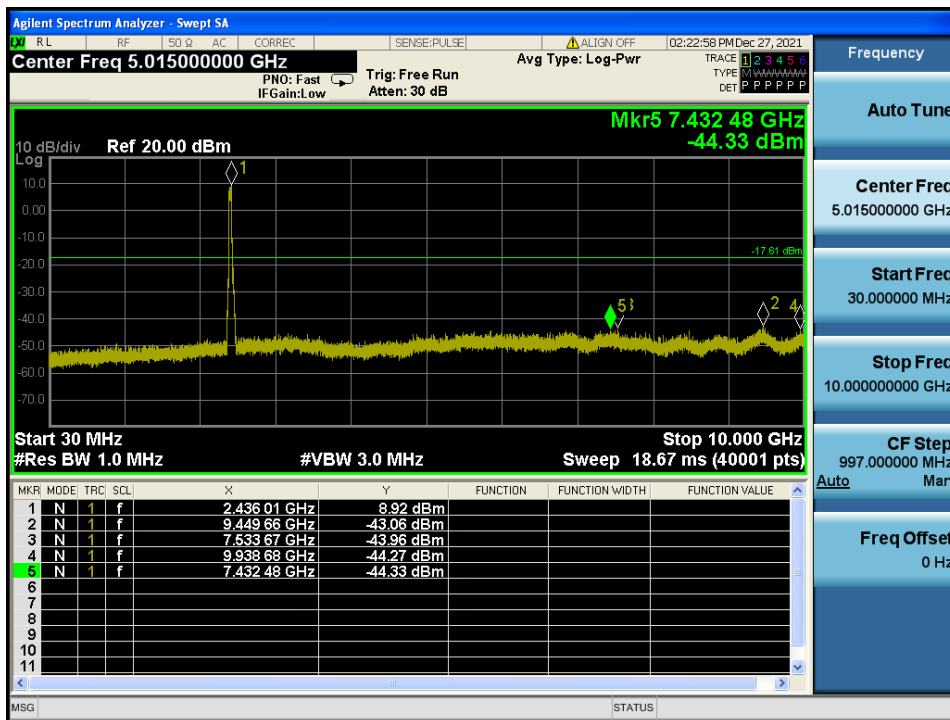 Agilent Spectrum Analyzer - Swept SA
LXI RL RF 50 Ω AC CORREC SENSE:PULSE ALIGN OFF 02:22:58 PM Dec 27, 2021
Center Freq 5.015000000 GHz
PNO: Fast
IFGain:Low
Trig: Free Run
Atten: 30 dB
Avg Type: Log-Pwr
TRACE 1 2 3 4 5 6
TYPE M W W W W W
DET P P P P P P
Mkr5 7.432 48 GHz
-44.33 dBm
10 dB/div Ref 20.00 dBm
Log
10.0
0.00
-10.0
-20.0
-30.0
-40.0
-50.0
-60.0
-70.0
1
-17.61 dBm
5 3
2 4
Start 30 MHz Stop 10.000 GHz
#Res BW 1.0 MHz #VBW 3.0 MHz Sweep 18.67 ms (40001 pts)
MKR MODE TRC SCL X Y FUNCTION FUNCTION WIDTH FUNCTION VALUE
1 N 1 f 2.436 01 GHz 8.92 dBm
2 N 1 f 9.449 66 GHz -43.06 dBm
3 N 1 f 7.533 67 GHz -43.96 dBm
4 N 1 f 9.938 68 GHz -44.27 dBm
5 N 1 f 7.432 48 GHz -44.33 dBm
6
7
8
9
10
11
MSG STATUS
Frequency
Auto Tune
Center Freq
5.015000000 GHz
Start Freq
30.000000 MHz
Stop Freq
10.000000000 GHz
CF Step
997.000000 MHz
Auto Man
Freq Offset
0 Hz